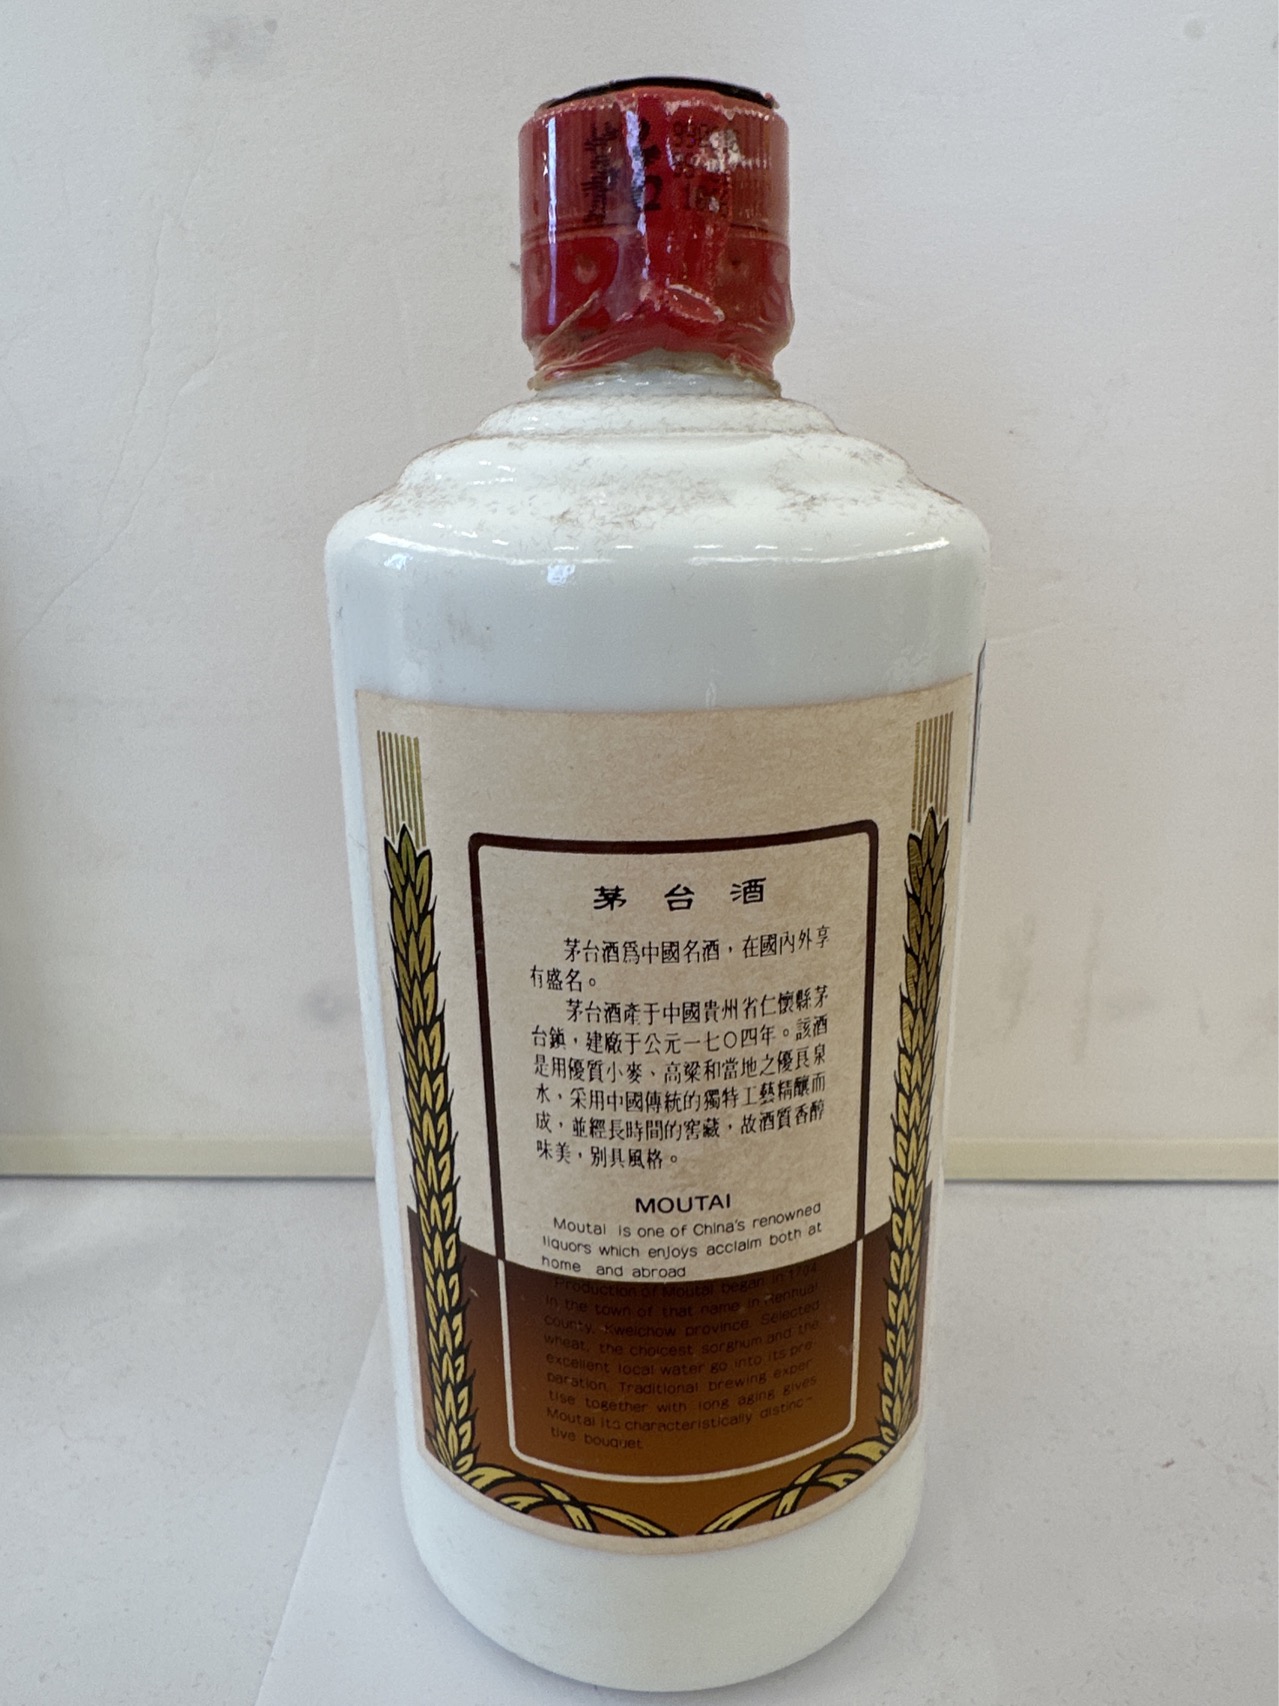 茅台酒
茅台酒爲中國名酒，在國內外享
有盛名。
茅台酒產于中國貴州省仁懷縣茅
台鎮，建廠于公元一七〇四年。該酒
是用優質小麥、高粱和當地之優良泉
水，采用中國傳統的獨特工藝精釀而
成，並經長時間的窖藏，故酒質香醇
味美，別具風格。
MOUTAI
Moutai is one of China's renowned
liquors which enjoys acclaim both at
home and abroad
Production of Moutai began in 1704
in the town of that name in Renhuai
county, Kweichow province. Selected
wheat, the choicest sorghum and the
excellent local water go into its pre-
paration. Traditional brewing exper-
tise together with long aging gives
Moutai its characteristically distinc-
tive bouquet